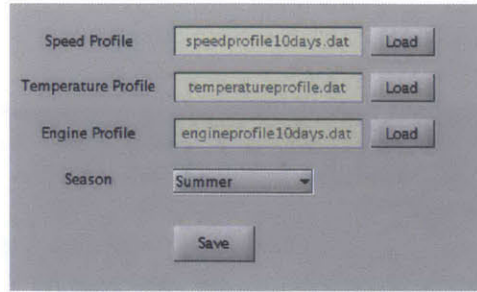 Speed Profile speedprofile10days.dat Load
Temperature Profile temperatureprofile.dat Load
Engine Profile engineprofile10days.dat Load
Season Summer
Save